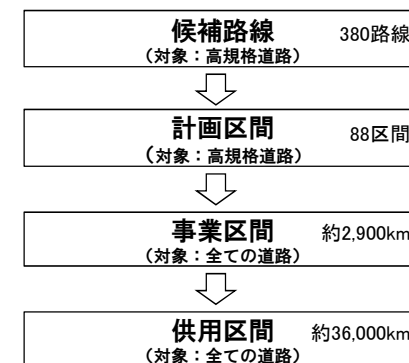 候補路線 380路線
(対象：高規格道路)
計画区間 88区間
(対象：高規格道路)
事業区間 約2,900km
(対象：全ての道路)
供用区間 約36,000km
(対象：全ての道路)